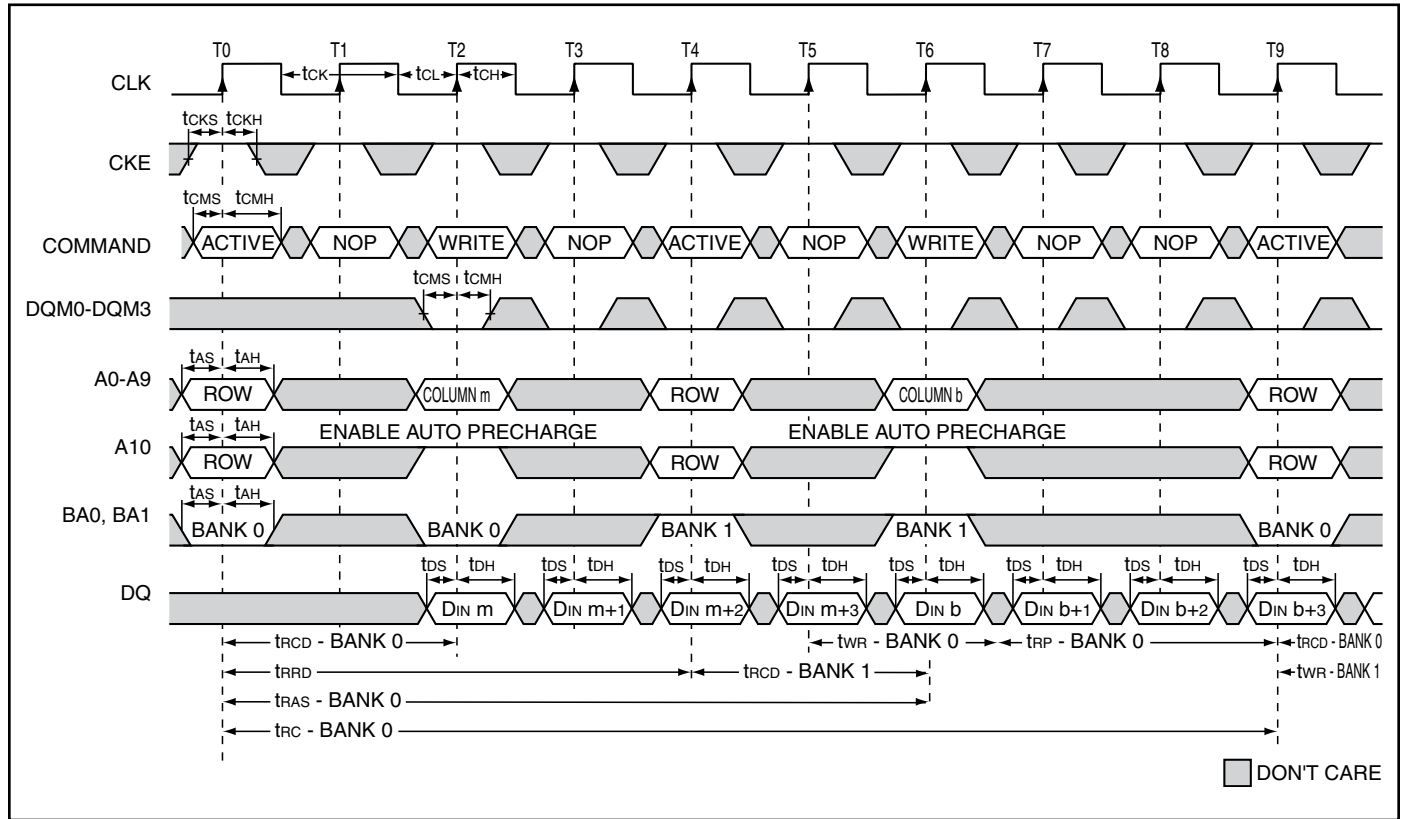 T0 T1 T2 T3 T4 T5 T6 T7 T8 T9
CLK tCK tCL tCH
tCKS tCKH
CKE
tCMS tCMH
COMMAND ACTIVE NOP WRITE NOP ACTIVE NOP WRITE NOP NOP ACTIVE
tCMS tCMH
DQM0-DQM3
tAS tAH
A0-A9 ROW COLUMN m ROW COLUMN b ROW
tAS tAH ENABLE AUTO PRECHARGE ENABLE AUTO PRECHARGE
A10 ROW ROW ROW
tAS tAH
BA0, BA1 BANK 0 BANK 0 BANK 1 BANK 1 BANK 0
tDS tDH tDS tDH tDS tDH tDS tDH tDS tDH tDS tDH tDS tDH tDS tDH
DQ DIN m DIN m+1 DIN m+2 DIN m+3 DIN b DIN b+1 DIN b+2 DIN b+3
tRCD - BANK 0 tWR - BANK 0 tRP - BANK 0 tRCD - BANK 0
tRRD tRCD - BANK 1 tWR - BANK 1
tRAS - BANK 0
tRC - BANK 0
DON'T CARE